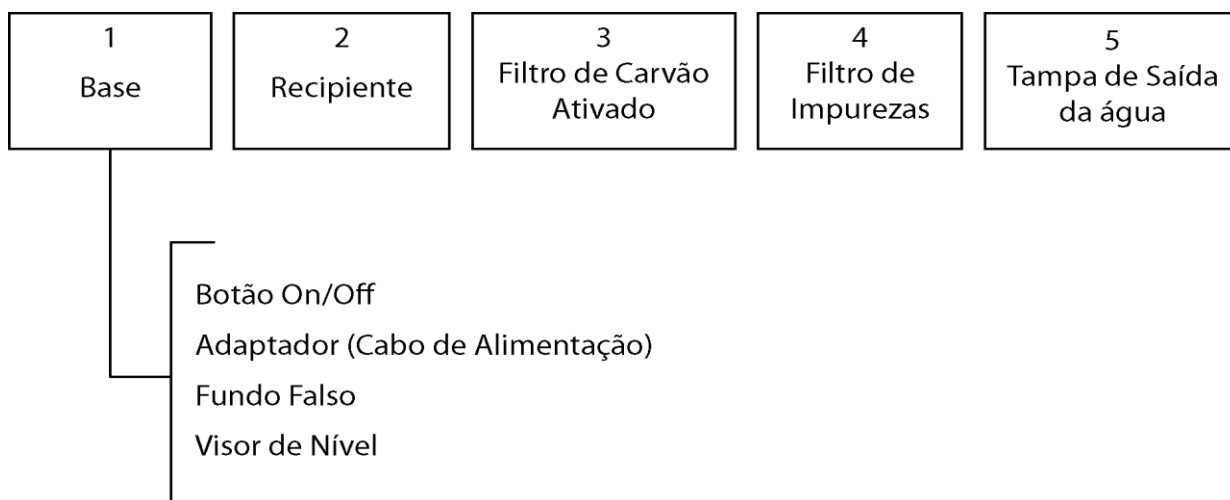 1
Base
2
Recipiente
3
Filtro de Carvão
Ativado
4
Filtro de
Impurezas
5
Tampa de Saída
da água
Botão On/Off
Adaptador (Cabo de Alimentação)
Fundo Falso
Visor de Nível